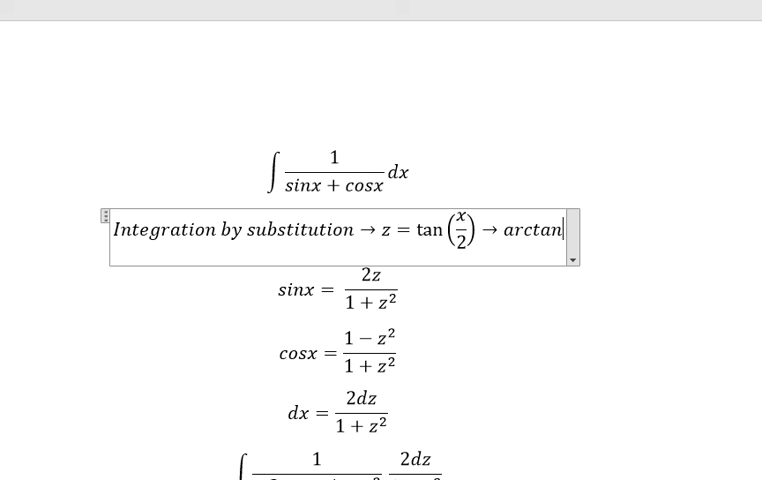 ∫ 1/(sinx + cosx) dx
Integration by substitution → z = tan(x/2) → arctan
sinx = 2z/(1 + z²)
cosx = (1 − z²)/(1 + z²)
dx = 2dz/(1 + z²)
∫ 1 2dz